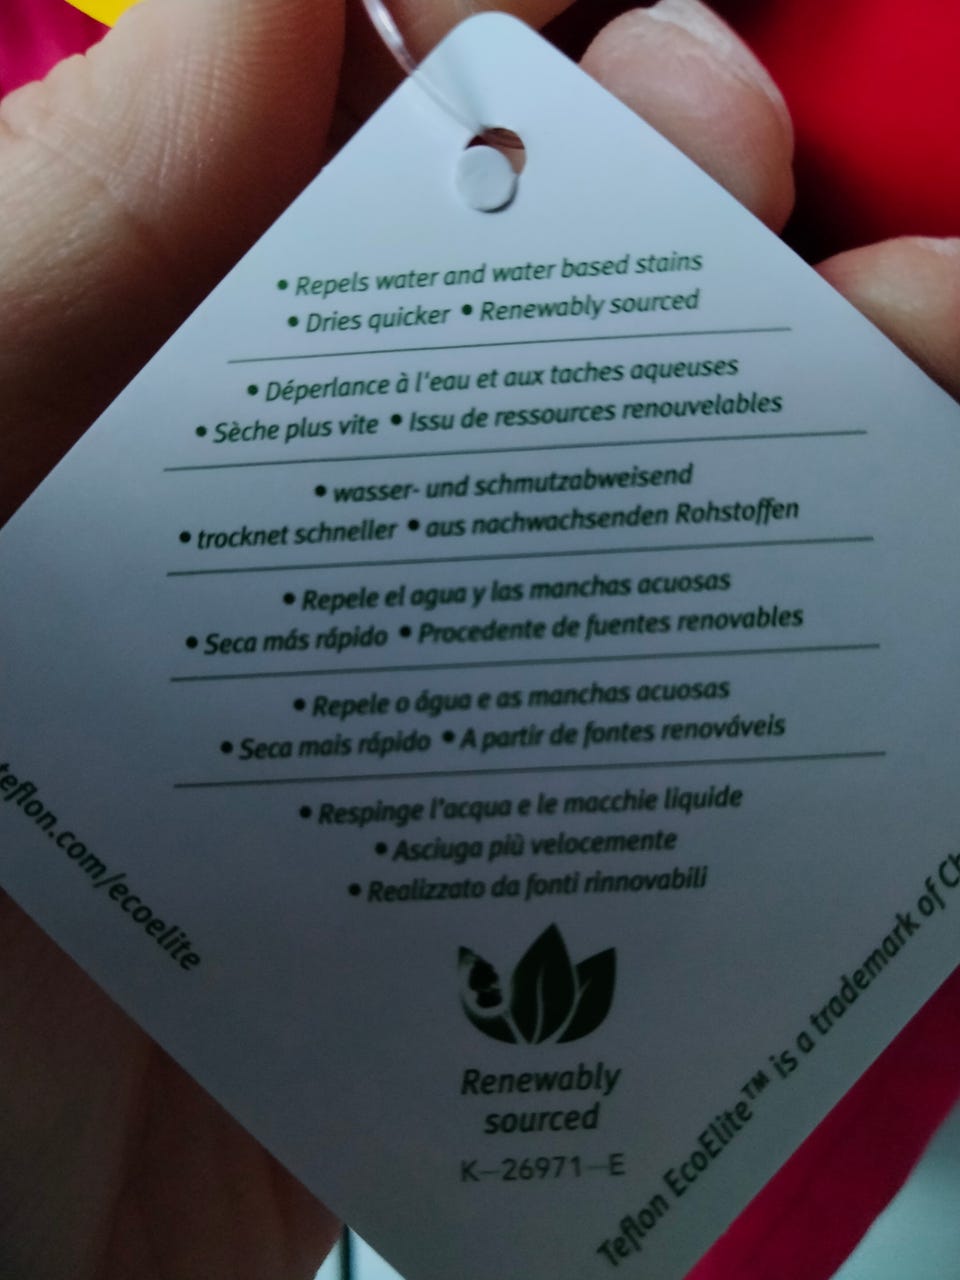 • Repels water and water based stains
• Dries quicker • Renewably sourced
• Déperlance à l'eau et aux taches aqueuses
• Sèche plus vite • Issu de ressources renouvelables
• wasser- und schmutzabweisend
• trocknet schneller • aus nachwachsenden Rohstoffen
• Repele el agua y las manchas acuosas
• Seca más rápido • Procedente de fuentes renovables
• Repele o água e as manchas acuosas
• Seca mais rápido • A partir de fontes renováveis
• Respinge l'acqua e le macchie liquide
• Asciuga più velocemente
• Realizzato da fonti rinnovabili
teflon.com/ecoelite
Renewably
sourced
K-26971-E
Teflon EcoElite™ is a trademark of